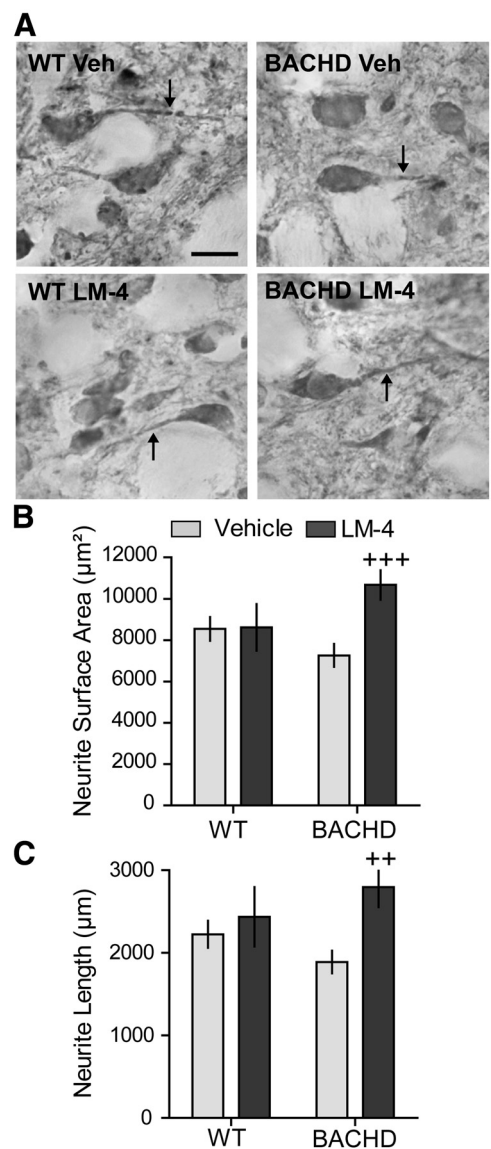 A
WT Veh
BACHD Veh
WT LM-4
BACHD LM-4
B
Vehicle
LM-4
Neurite Surface Area (µm²)
12000
10000
8000
6000
4000
2000
0
+++
WT
BACHD
C
Neurite Length (µm)
3000
2000
1000
0
++
WT
BACHD